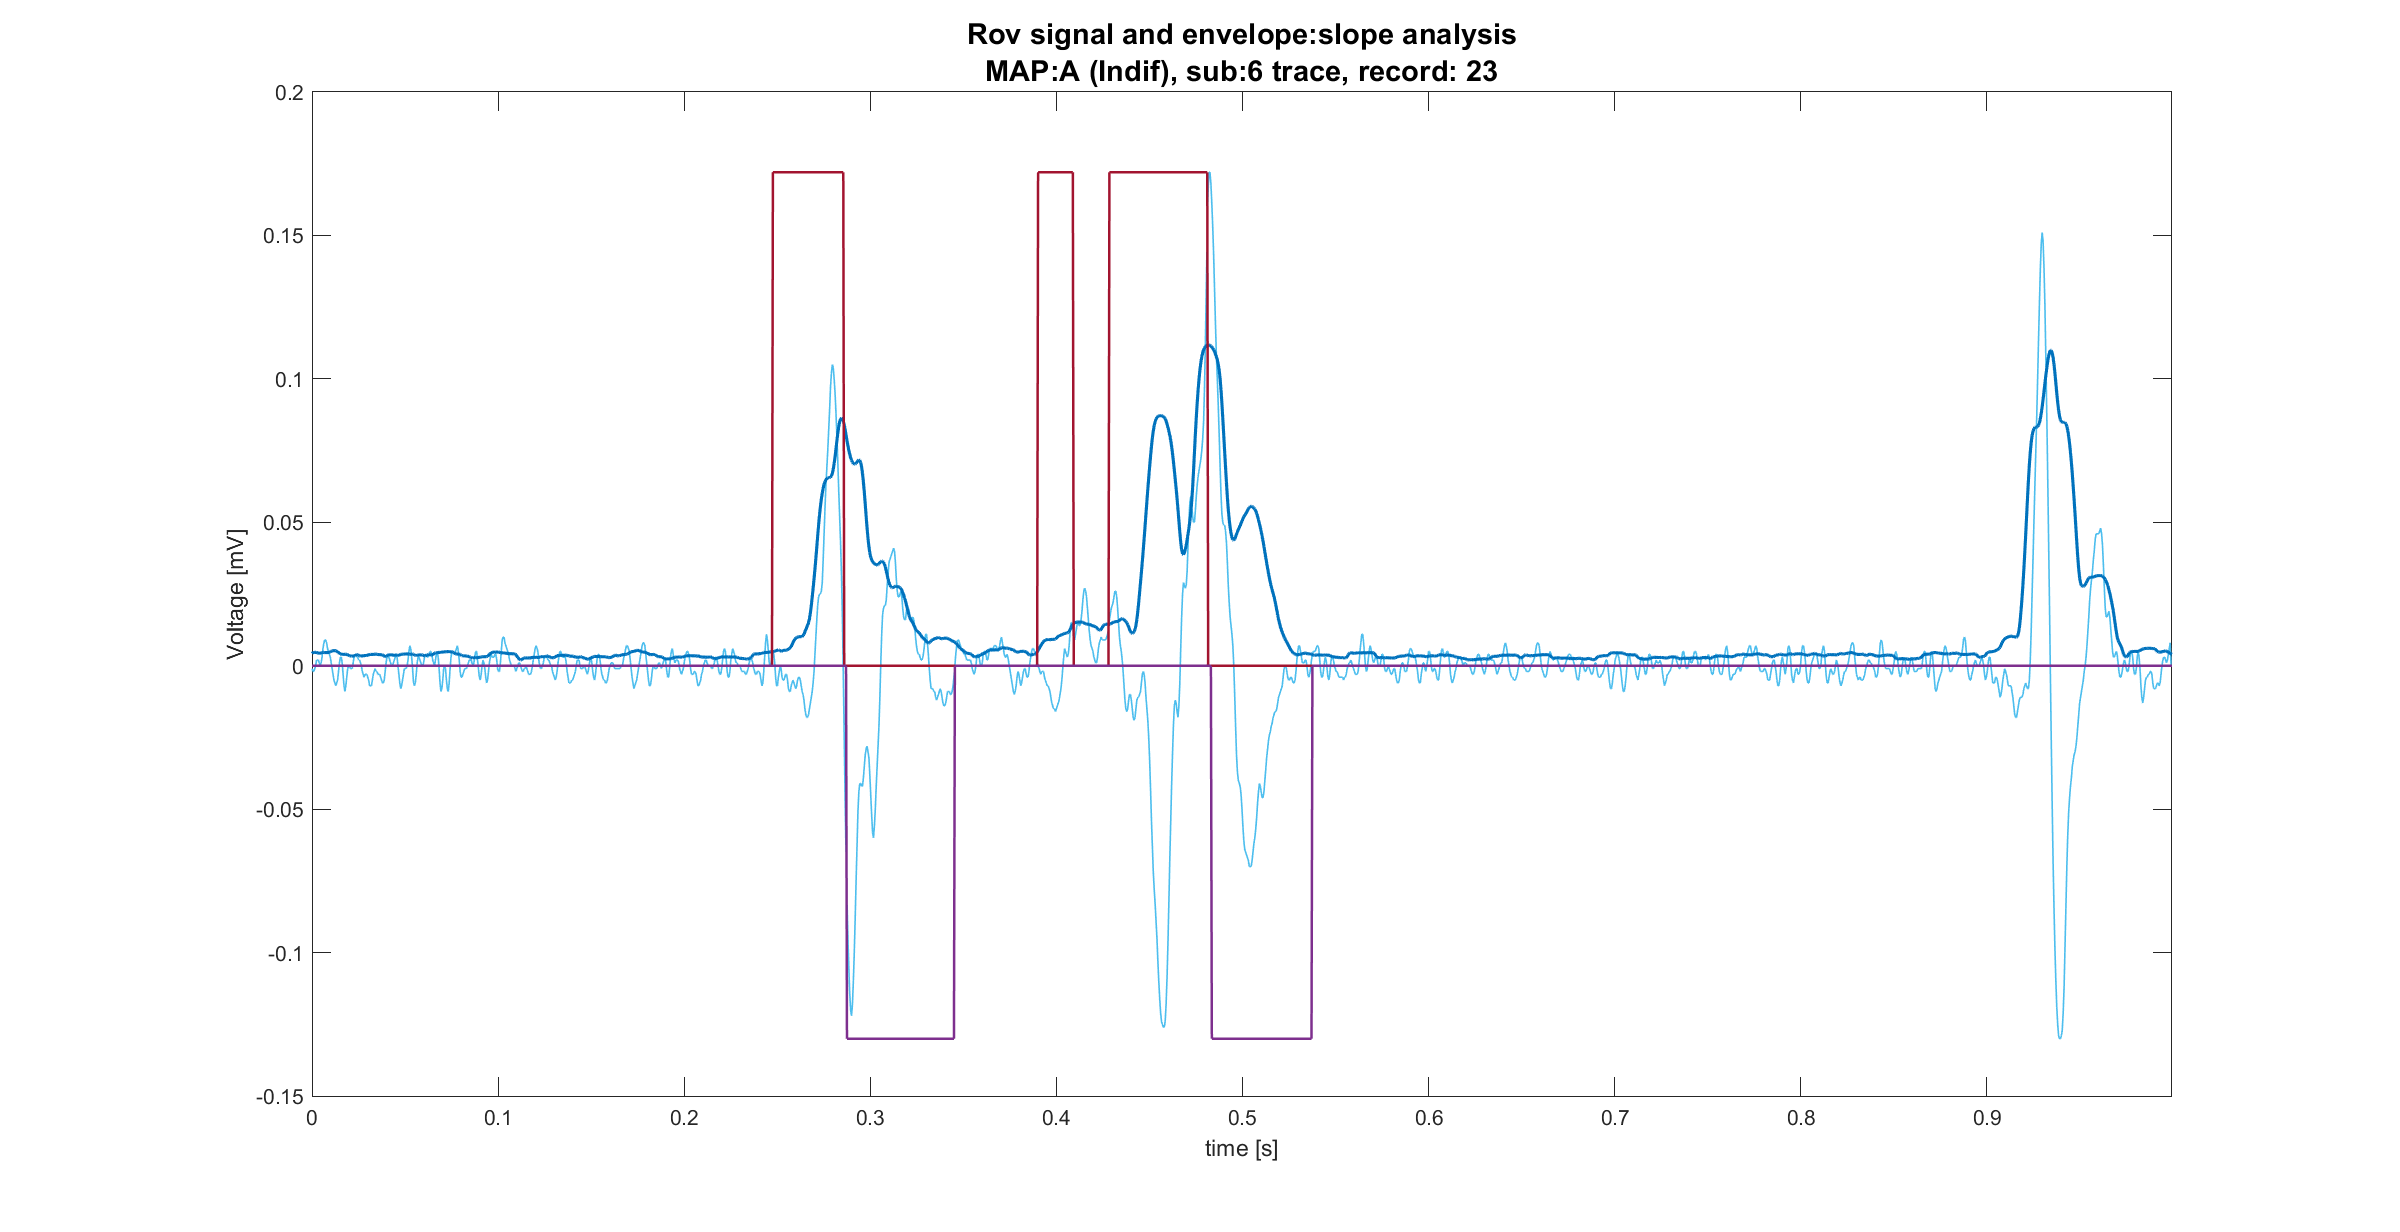 Rov signal and envelope:slope analysis
MAP:A (Indif), sub:6 trace, record: 23
0.2
0.15
0.1
0.05
0
-0.05
-0.1
-0.15
Voltage [mV]
0 0.1 0.2 0.3 0.4 0.5 0.6 0.7 0.8 0.9
time [s]